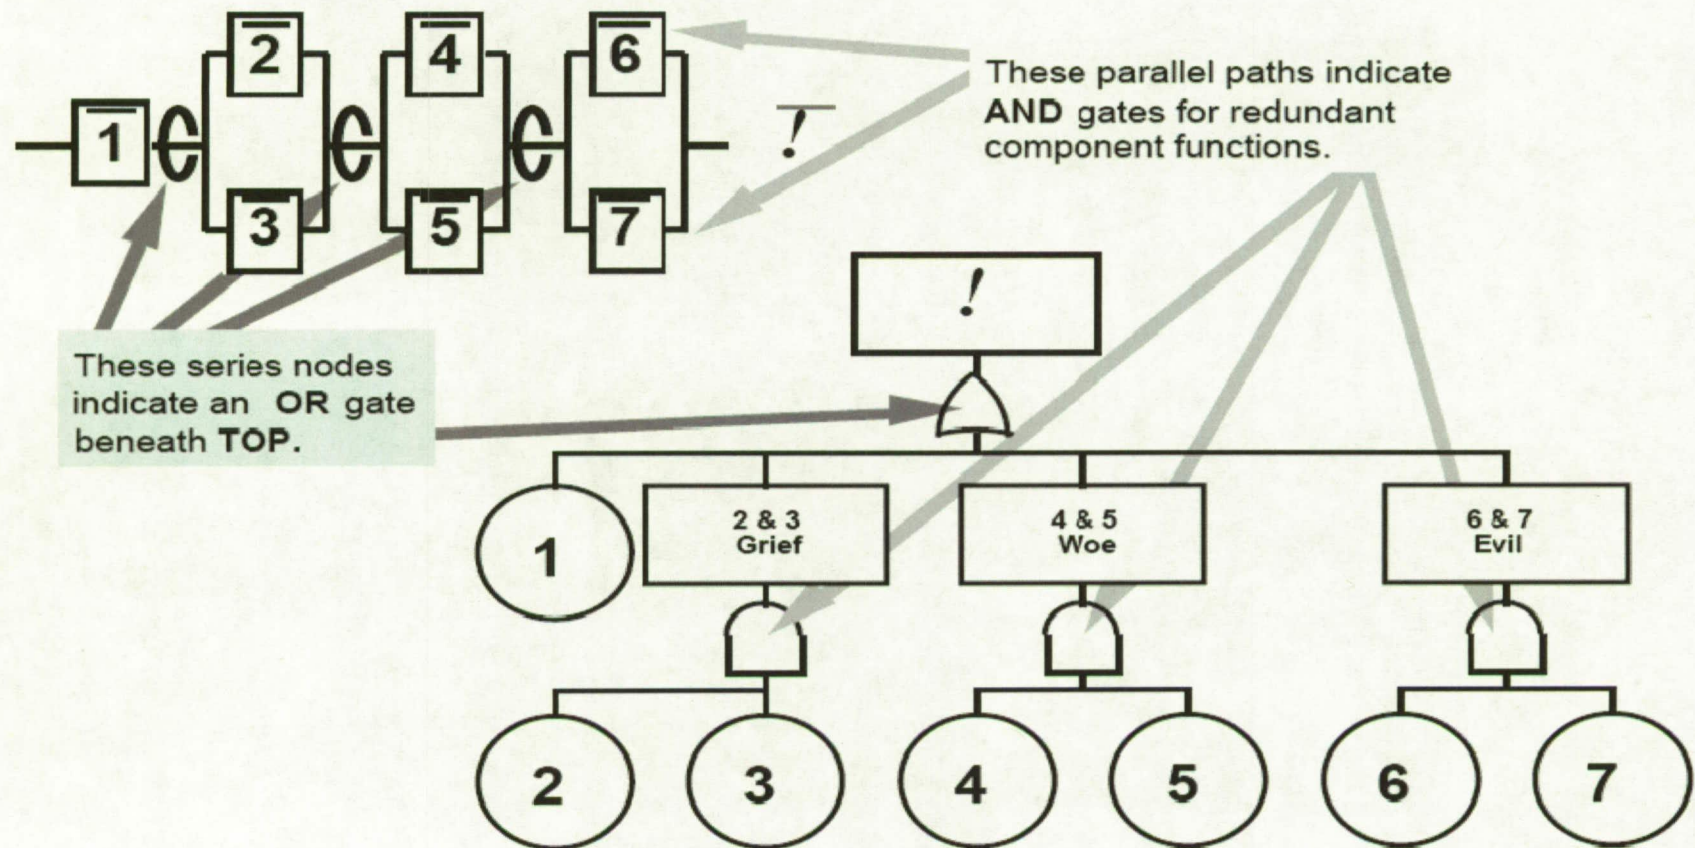 2
4
6
1
3
5
7
!
These parallel paths indicate
AND gates for redundant
component functions.
These series nodes
indicate an OR gate
beneath TOP.
!
1
2 & 3
Grief
4 & 5
Woe
6 & 7
Evil
2
3
4
5
6
7